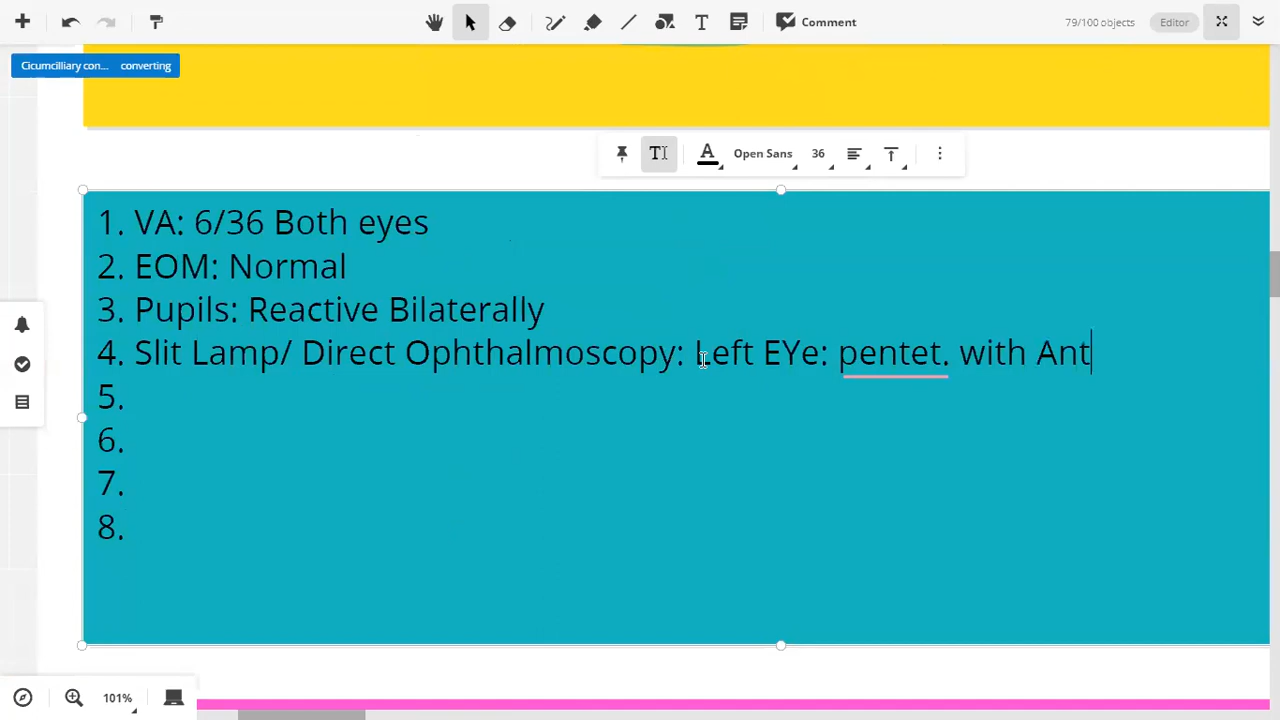 Comment
79/100 objects
Editor
Cicumcilliary con... converting
Open Sans
36
1. VA: 6/36 Both eyes
2. EOM: Normal
3. Pupils: Reactive Bilaterally
4. Slit Lamp/ Direct Ophthalmoscopy: Left EYe: pentet. with Ant
5.
6.
7.
8.
101%